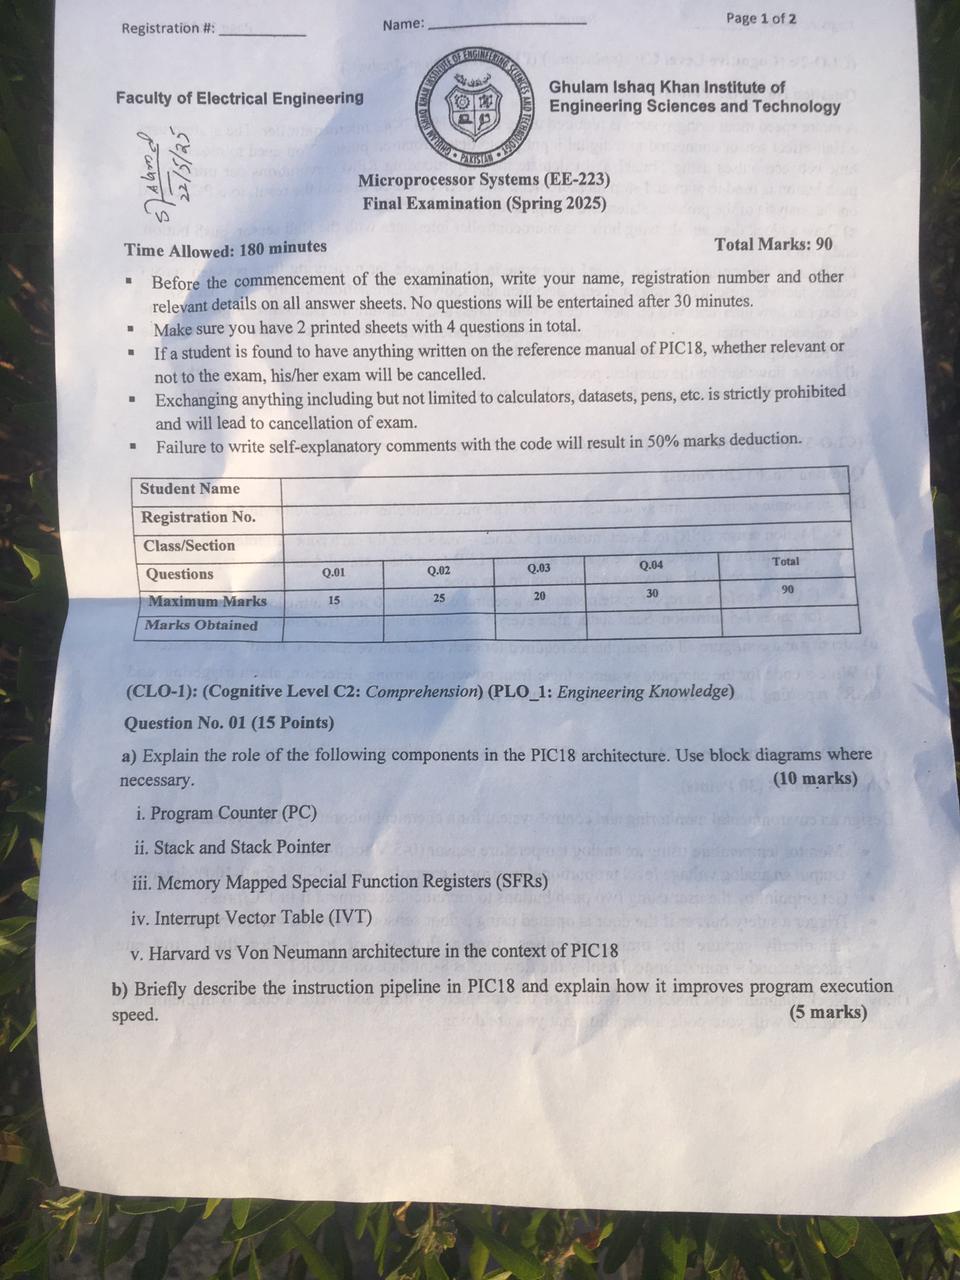 Registration #: ____________ Name: ____________ Page 1 of 2
Faculty of Electrical Engineering
GHULAM ISHAQ KHAN INSTITUTE OF ENGINEERING SCIENCES AND TECHNOLOGY • PAKISTAN •
Ghulam Ishaq Khan Institute of
Engineering Sciences and Technology
22/5/25
Microprocessor Systems (EE-223)
Final Examination (Spring 2025)
Time Allowed: 180 minutes Total Marks: 90
▪ Before the commencement of the examination, write your name, registration number and other
relevant details on all answer sheets. No questions will be entertained after 30 minutes.
▪ Make sure you have 2 printed sheets with 4 questions in total.
▪ If a student is found to have anything written on the reference manual of PIC18, whether relevant or
not to the exam, his/her exam will be cancelled.
▪ Exchanging anything including but not limited to calculators, datasets, pens, etc. is strictly prohibited
and will lead to cancellation of exam.
▪ Failure to write self-explanatory comments with the code will result in 50% marks deduction.
Student Name
Registration No.
Class/Section
Questions Q.01 Q.02 Q.03 Q.04 Total
Maximum Marks 15 25 20 30 90
Marks Obtained
(CLO-1): (Cognitive Level C2: Comprehension) (PLO_1: Engineering Knowledge)
Question No. 01 (15 Points)
a) Explain the role of the following components in the PIC18 architecture. Use block diagrams where
necessary. (10 marks)
i. Program Counter (PC)
ii. Stack and Stack Pointer
iii. Memory Mapped Special Function Registers (SFRs)
iv. Interrupt Vector Table (IVT)
v. Harvard vs Von Neumann architecture in the context of PIC18
b) Briefly describe the instruction pipeline in PIC18 and explain how it improves program execution
speed. (5 marks)